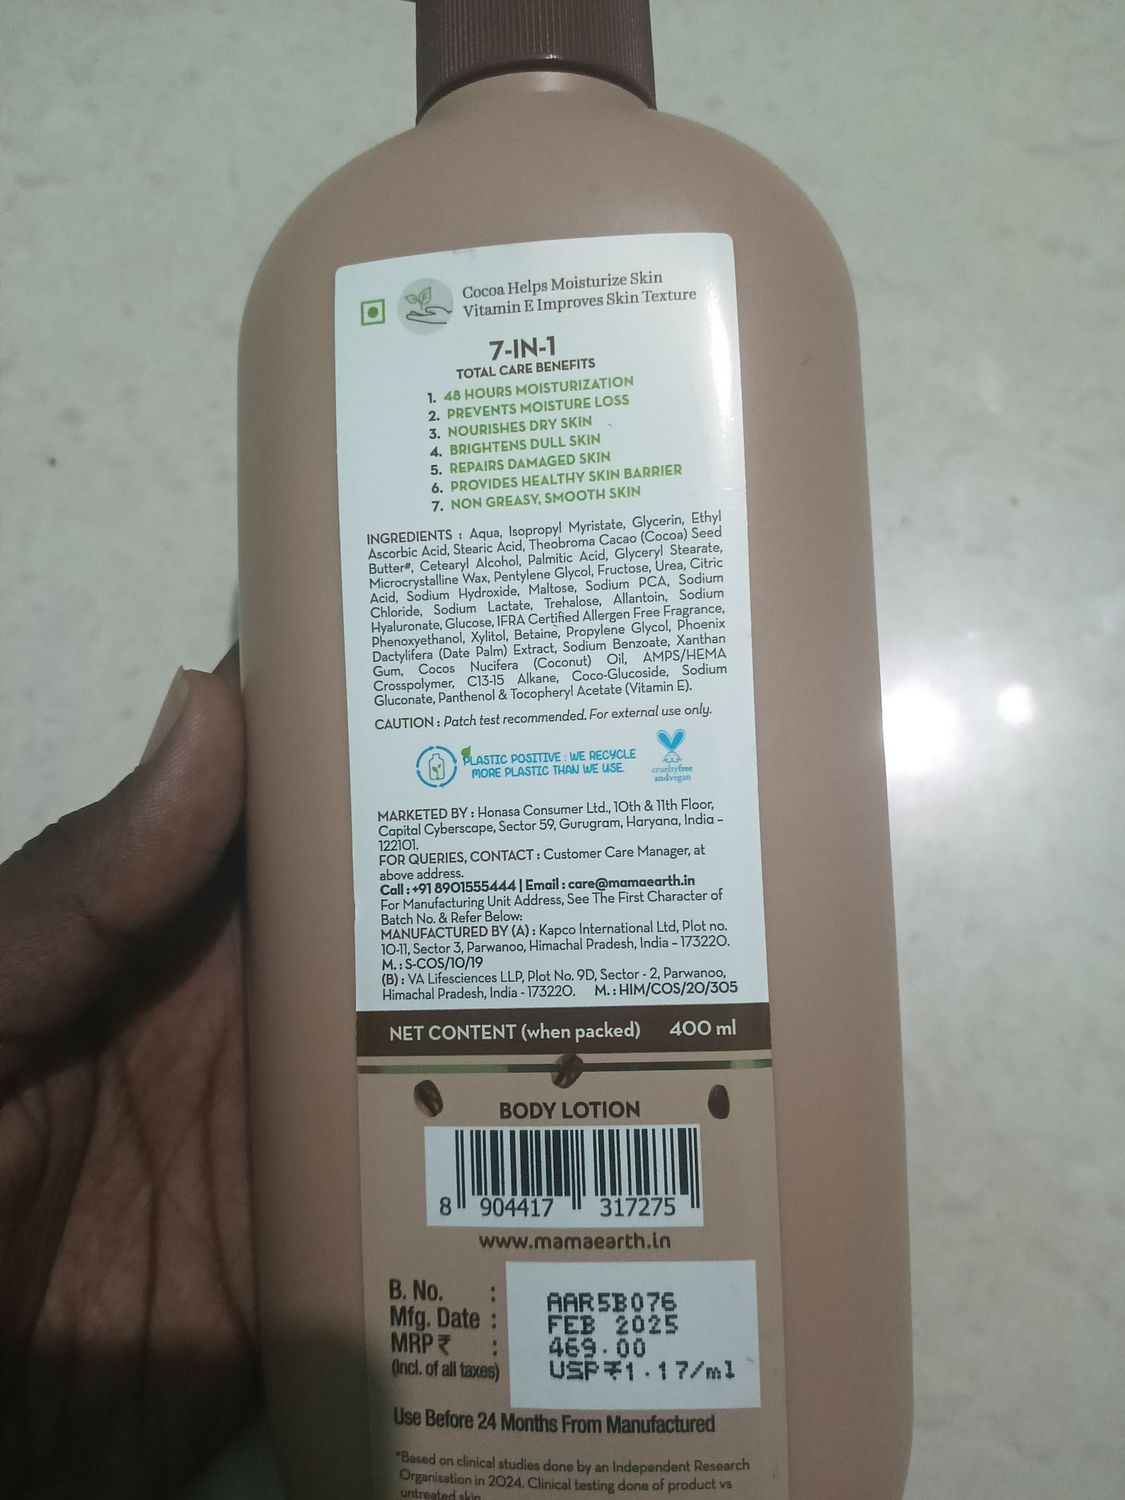 Cocoa Helps Moisturize Skin
Vitamin E Improves Skin Texture
7-IN-1
TOTAL CARE BENEFITS
1. 48 HOURS MOISTURIZATION
2. PREVENTS MOISTURE LOSS
3. NOURISHES DRY SKIN
4. BRIGHTENS DULL SKIN
5. REPAIRS DAMAGED SKIN
6. PROVIDES HEALTHY SKIN BARRIER
7. NON GREASY, SMOOTH SKIN
INGREDIENTS : Aqua, Isopropyl Myristate, Glycerin, Ethyl
Ascorbic Acid, Stearic Acid, Theobroma Cacao (Cocoa) Seed
Butter#, Cetearyl Alcohol, Palmitic Acid, Glyceryl Stearate,
Microcrystalline Wax, Pentylene Glycol, Fructose, Urea, Citric
Acid, Sodium Hydroxide, Maltose, Sodium PCA, Sodium
Chloride, Sodium Lactate, Trehalose, Allantoin, Sodium
Hyaluronate, Glucose, IFRA Certified Allergen Free Fragrance,
Phenoxyethanol, Xylitol, Betaine, Propylene Glycol, Phoenix
Dactylifera (Date Palm) Extract, Sodium Benzoate, Xanthan
Gum, Cocos Nucifera (Coconut) Oil, AMPS/HEMA
Crosspolymer, C13-15 Alkane, Coco-Glucoside, Sodium
Gluconate, Panthenol & Tocopheryl Acetate (Vitamin E).
CAUTION : Patch test recommended. For external use only.
PLASTIC POSITIVE : WE RECYCLE
MORE PLASTIC THAN WE USE
crueltyfree
andvegan
MARKETED BY : Honasa Consumer Ltd., 10th & 11th Floor,
Capital Cyberscape, Sector 59, Gurugram, Haryana, India –
122101.
FOR QUERIES, CONTACT : Customer Care Manager, at
above address.
Call : +91 8901555444 | Email : care@mamaearth.in
For Manufacturing Unit Address, See The First Character of
Batch No. & Refer Below:
MANUFACTURED BY (A) : Kapco International Ltd, Plot no.
10-11, Sector 3, Parwanoo, Himachal Pradesh, India – 173220.
M. : S-COS/10/19
(B) : VA Lifesciences LLP, Plot No. 9D, Sector - 2, Parwanoo,
Himachal Pradesh, India - 173220. M. : HIM/COS/20/305
NET CONTENT (when packed) 400 ml
BODY LOTION
8 904417 317275
www.mamaearth.in
B. No. : AAR5B076
Mfg. Date : FEB 2025
MRP ₹ : 469.00
(Incl. of all taxes) USP₹1.17/ml
Use Before 24 Months From Manufactured
*Based on clinical studies done by an Independent Research
Organisation in 2024. Clinical testing done of product vs
untreated skin